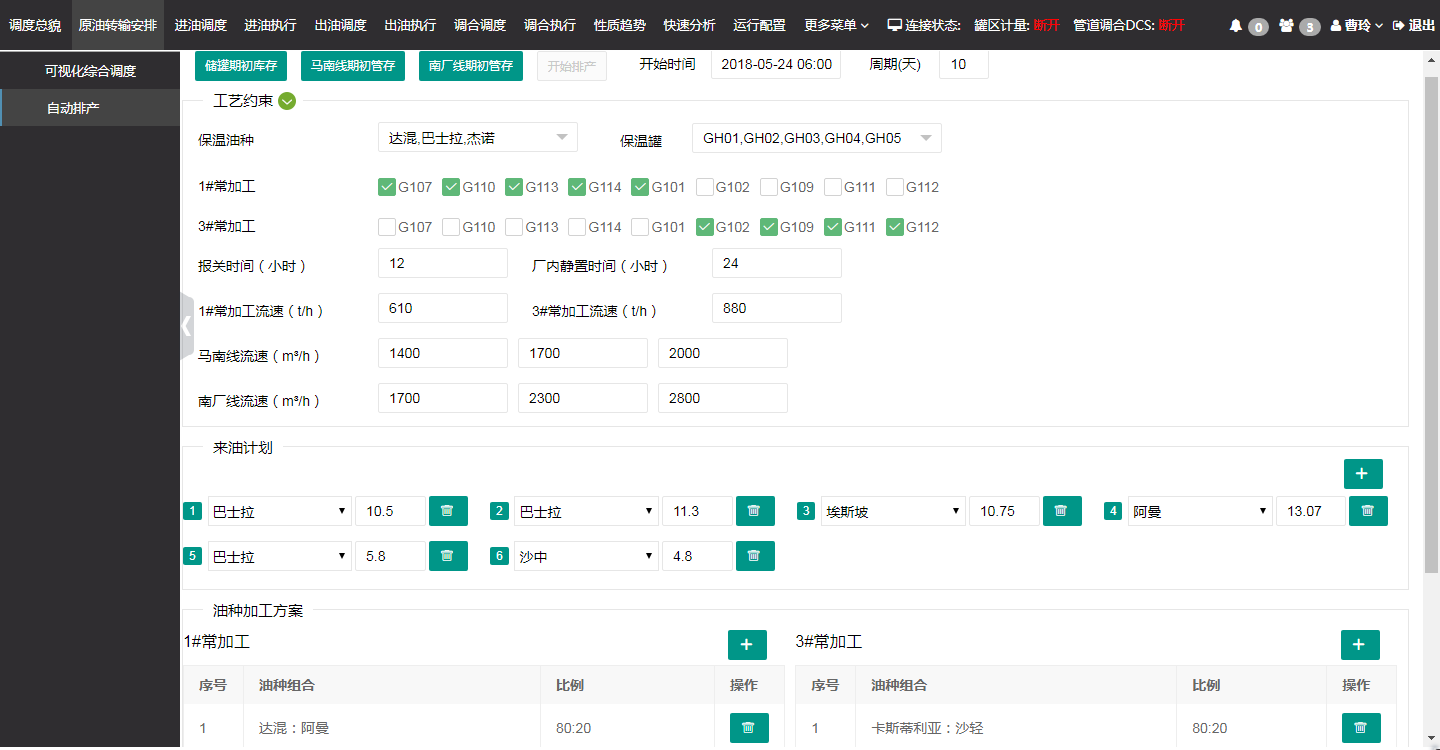 调度总貌 原油转输安排 进油调度 进油执行 出油调度 出油执行 调合调度 调合执行 性质趋势 快速分析 运行配置 更多菜单 连接状态: 罐区计量: 断开 管道调合DCS: 断开 0 3 曹玲 退出
可视化综合调度
自动排产
储罐期初库存 马南线期初管存 南厂线期初管存 开始排产 开始时间 2018-05-24 06:00 周期(天) 10
工艺约束
保温油种 达混,巴士拉,杰诺 保温罐 GH01,GH02,GH03,GH04,GH05
1#常加工 G107 G110 G113 G114 G101 G102 G109 G111 G112
3#常加工 G107 G110 G113 G114 G101 G102 G109 G111 G112
报关时间（小时） 12 厂内静置时间（小时） 24
1#常加工流速（t/h） 610 3#常加工流速（t/h） 880
马南线流速（m³/h） 1400 1700 2000
南厂线流速（m³/h） 1700 2300 2800
来油计划
1 巴士拉 10.5 2 巴士拉 11.3 3 埃斯坡 10.75 4 阿曼 13.07
5 巴士拉 5.8 6 沙中 4.8
油种加工方案
1#常加工 3#常加工
序号 油种组合 比例 操作 序号 油种组合 比例 操作
1 达混：阿曼 80:20 1 卡斯蒂利亚：沙轻 80:20